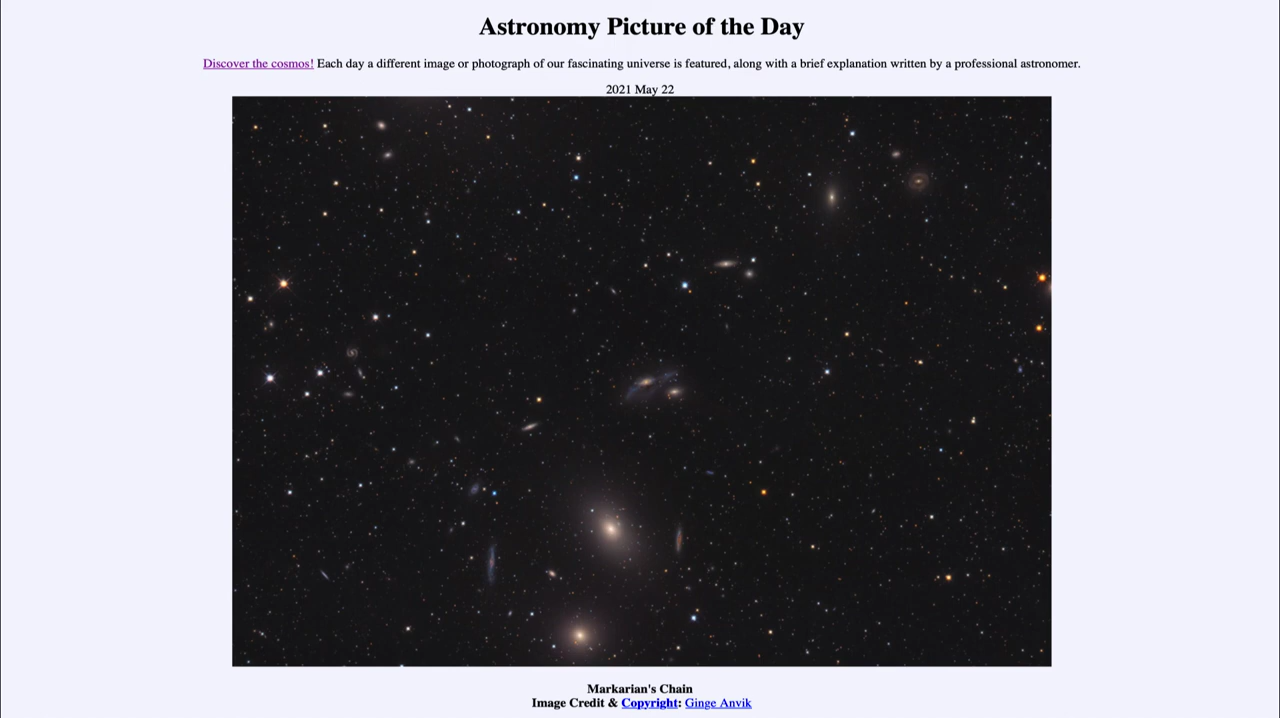 Astronomy Picture of the Day
Discover the cosmos! Each day a different image or photograph of our fascinating universe is featured, along with a brief explanation written by a professional astronomer.
2021 May 22
Markarian's Chain
Image Credit & Copyright: Ginge Anvik